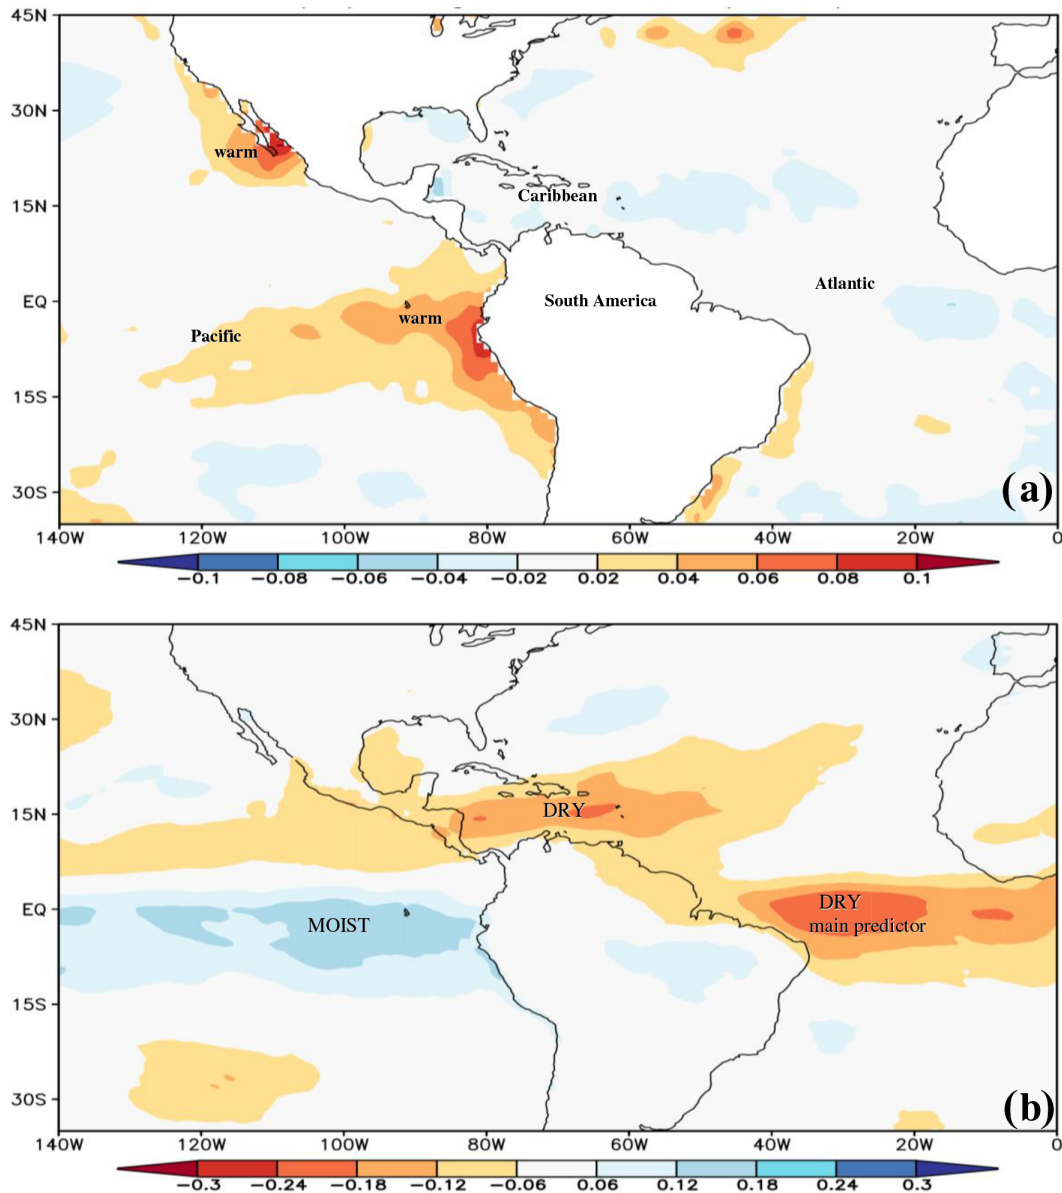 45N
30N
warm
Caribbean
15N
Atlantic
EQ
South America
warm
Pacific
15S
30S
(a)
140W 120W 100W 80W 60W 40W 20W 0
-0.1 -0.08 -0.06 -0.04 -0.02 0.02 0.04 0.06 0.08 0.1
45N
30N
15N
DRY
EQ
DRY
MOIST
main predictor
15S
30S
(b)
140W 120W 100W 80W 60W 40W 20W 0
-0.3 -0.24 -0.18 -0.12 -0.06 0.06 0.12 0.18 0.24 0.3